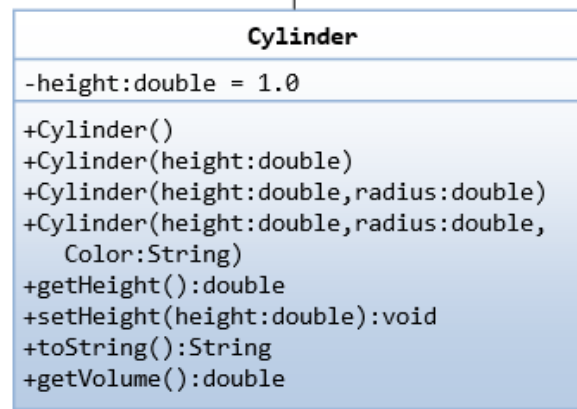 Cylinder
-height:double = 1.0
+Cylinder()
+Cylinder(height:double)
+Cylinder(height:double,radius:double)
+Cylinder(height:double,radius:double,
Color:String)
+getHeight():double
+setHeight(height:double):void
+toString():String
+getVolume():double